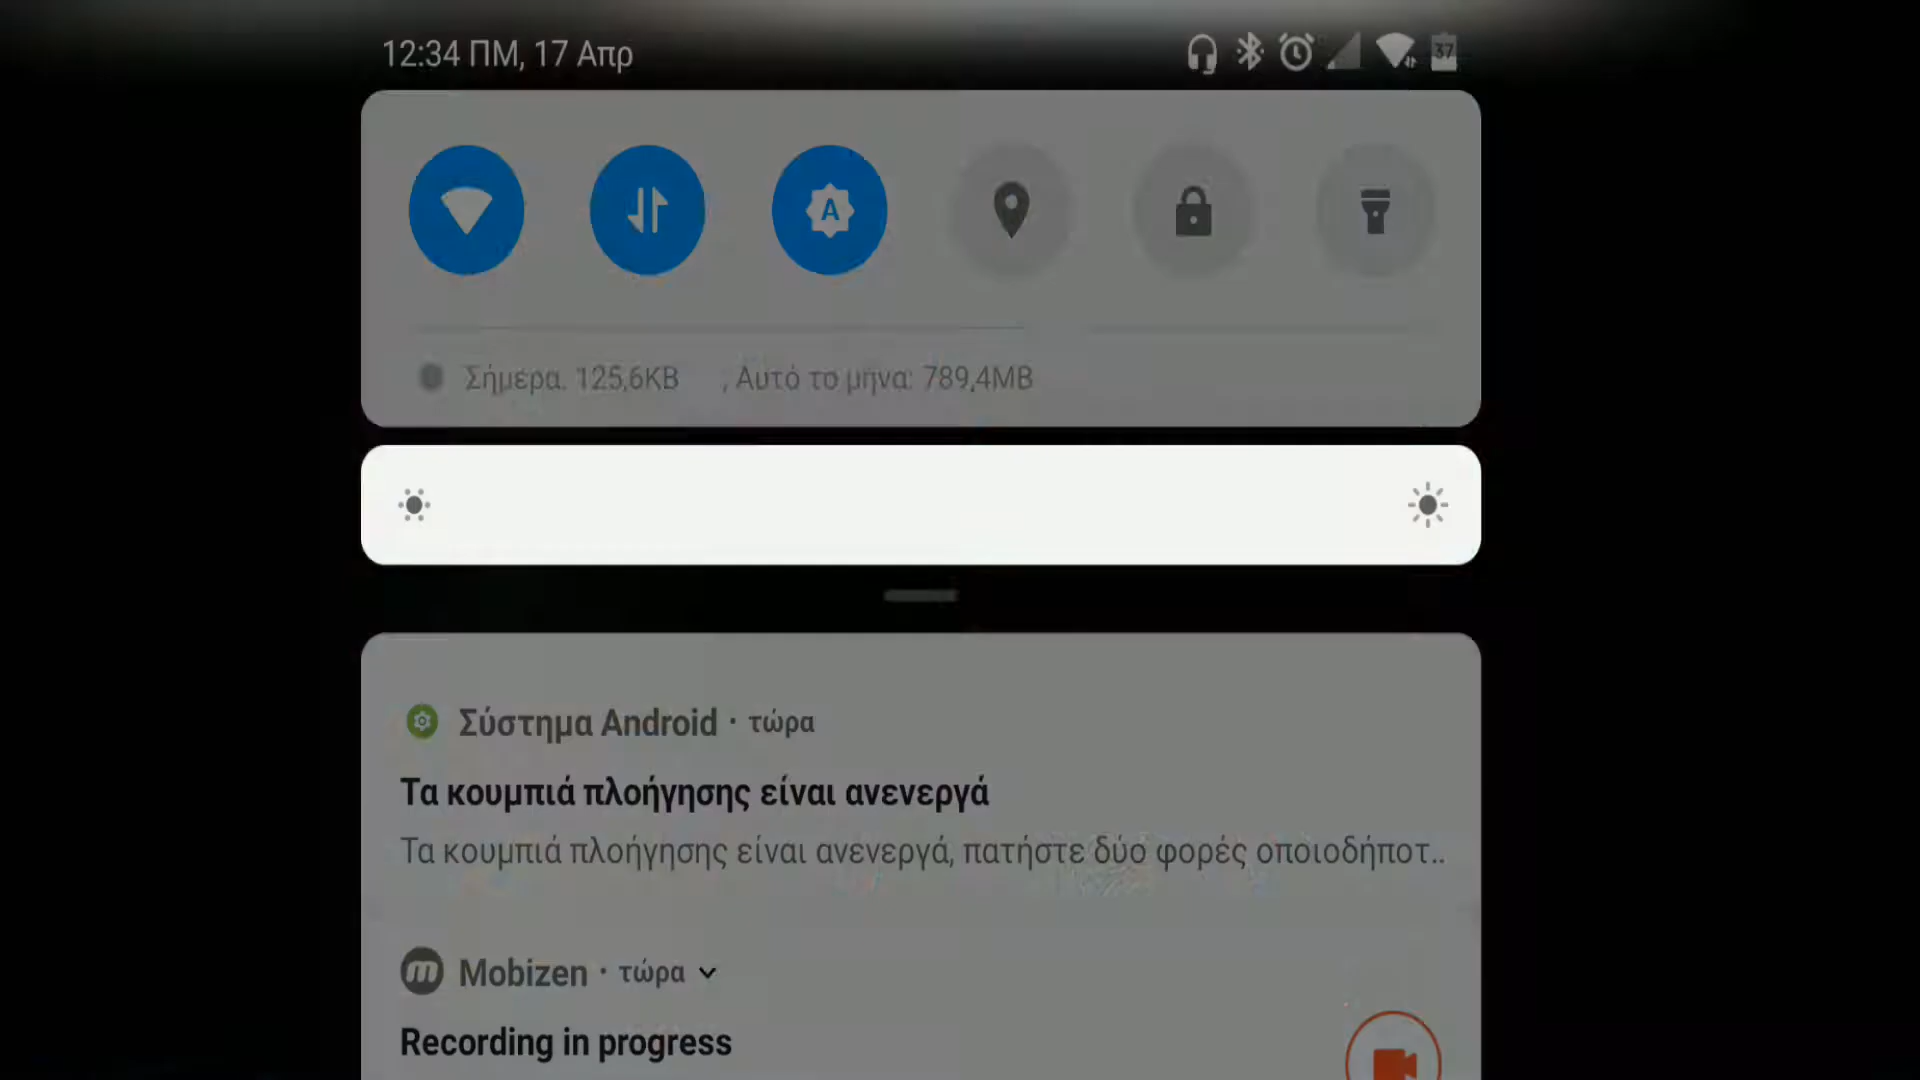 12:34 ΠΜ, 17 Απρ
37
A
Σήμερα. 125,6KB , Αυτό το μήνα: 789,4MB
Σύστημα Android · τώρα
Τα κουμπιά πλοήγησης είναι ανενεργά
Τα κουμπιά πλοήγησης είναι ανενεργά, πατήστε δύο φορές οποιοδήποτ..
m Mobizen · τώρα
Recording in progress